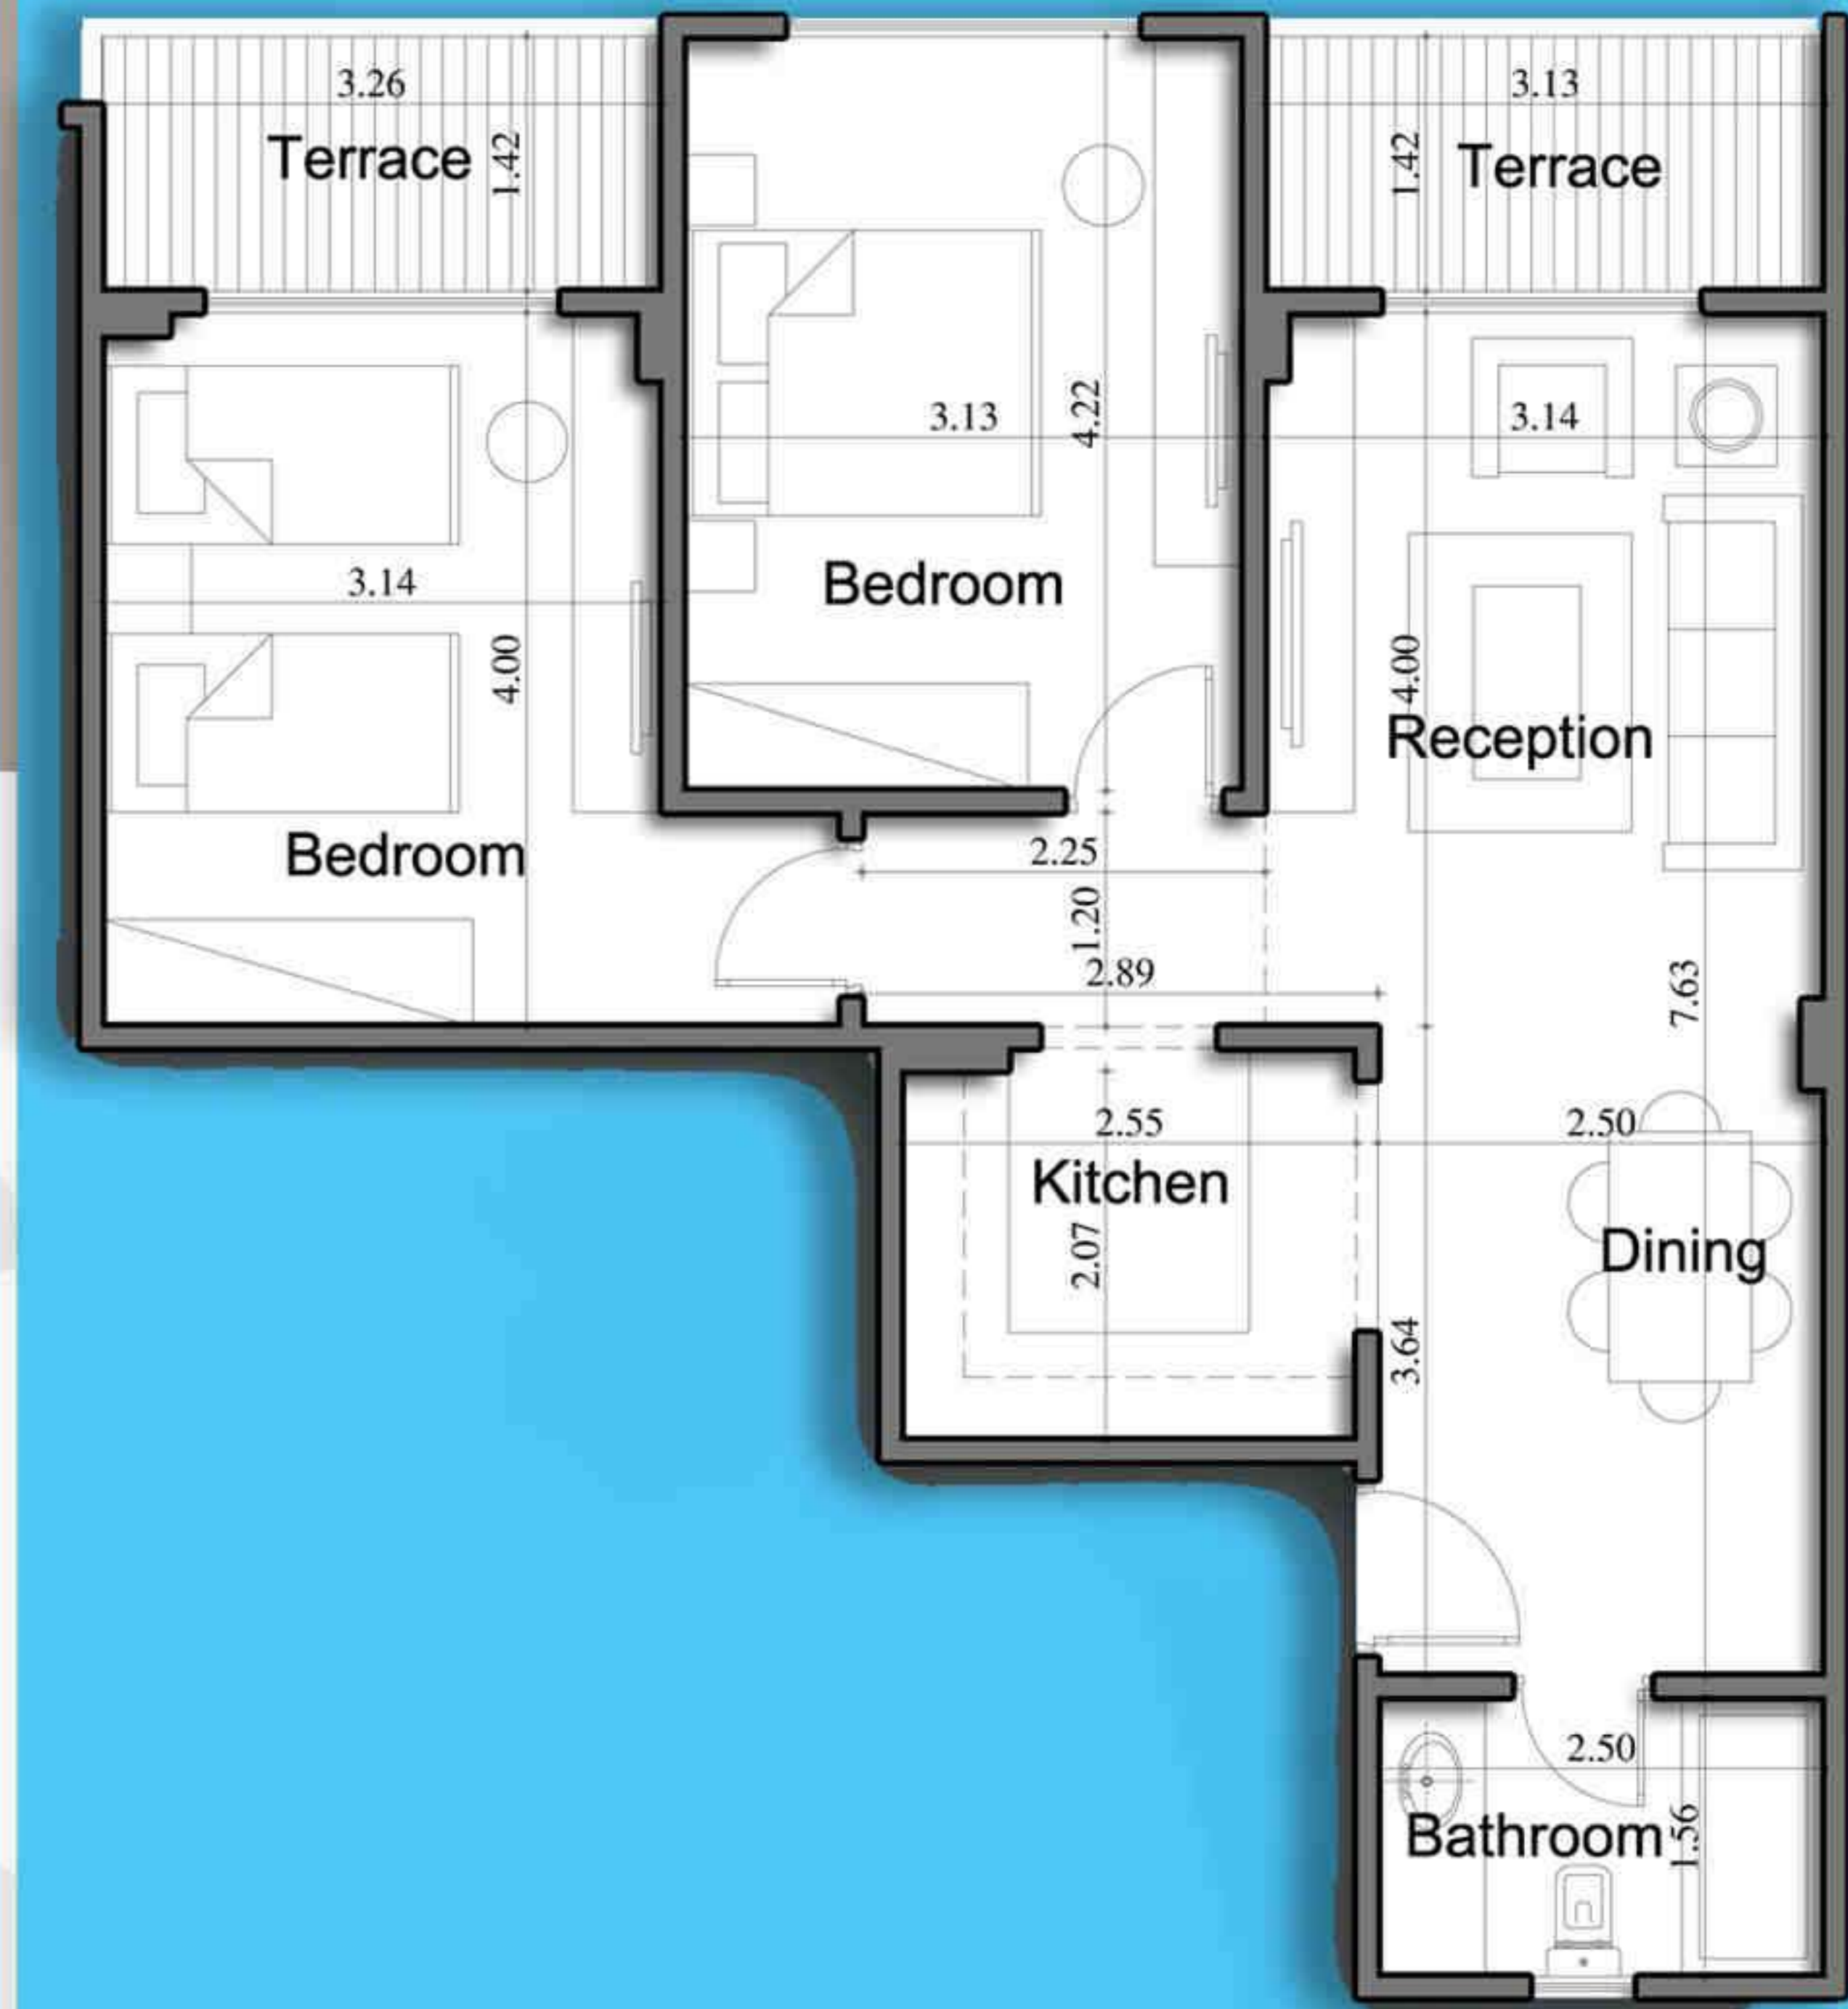 3.26
Terrace
1.42
3.13
1.42
Terrace
3.13
4.22
Bedroom
3.14
3.14
4.00
Bedroom
4.00
Reception
2.25
1.20
2.89
7.63
2.55
Kitchen
2.07
2.50
Dining
3.64
2.50
Bathroom
1.56